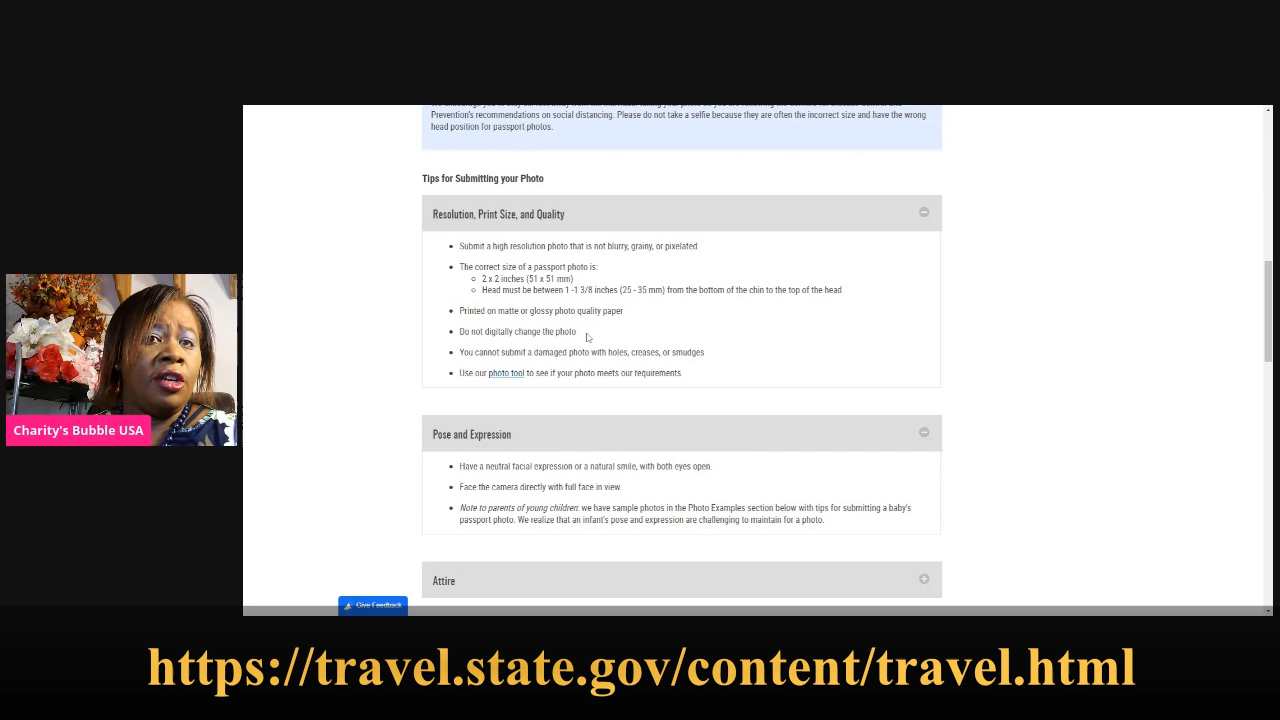 Prevention's recommendations on social distancing. Please do not take a selfie because they are often the incorrect size and have the wrong
head position for passport photos.
Tips for Submitting your Photo
Resolution, Print Size, and Quality
Submit a high resolution photo that is not blurry, grainy, or pixelated
The correct size of a passport photo is:
2 x 2 inches (51 x 51 mm)
Head must be between 1 -1 3/8 inches (25 - 35 mm) from the bottom of the chin to the top of the head
Printed on matte or glossy photo quality paper
Do not digitally change the photo
You cannot submit a damaged photo with holes, creases, or smudges
Use our photo tool to see if your photo meets our requirements
Charity's Bubble USA
Pose and Expression
Have a neutral facial expression or a natural smile, with both eyes open.
Face the camera directly with full face in view
Note to parents of young children: we have sample photos in the Photo Examples section below with tips for submitting a baby's
passport photo. We realize that an infant's pose and expression are challenging to maintain for a photo.
Attire
Give Feedback
https://travel.state.gov/content/travel.html